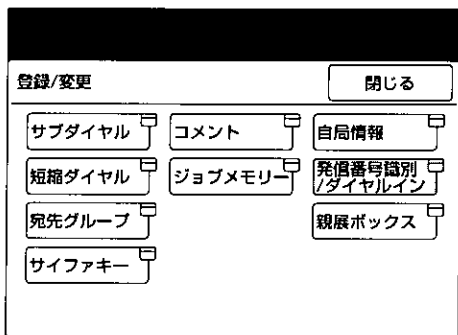 登録/変更
閉じる
サブダイヤル
コメント
自局情報
短縮ダイヤル
ジョブメモリー
発信番号識別
/ダイヤルイン
宛先グループ
親展ボックス
サイファキー